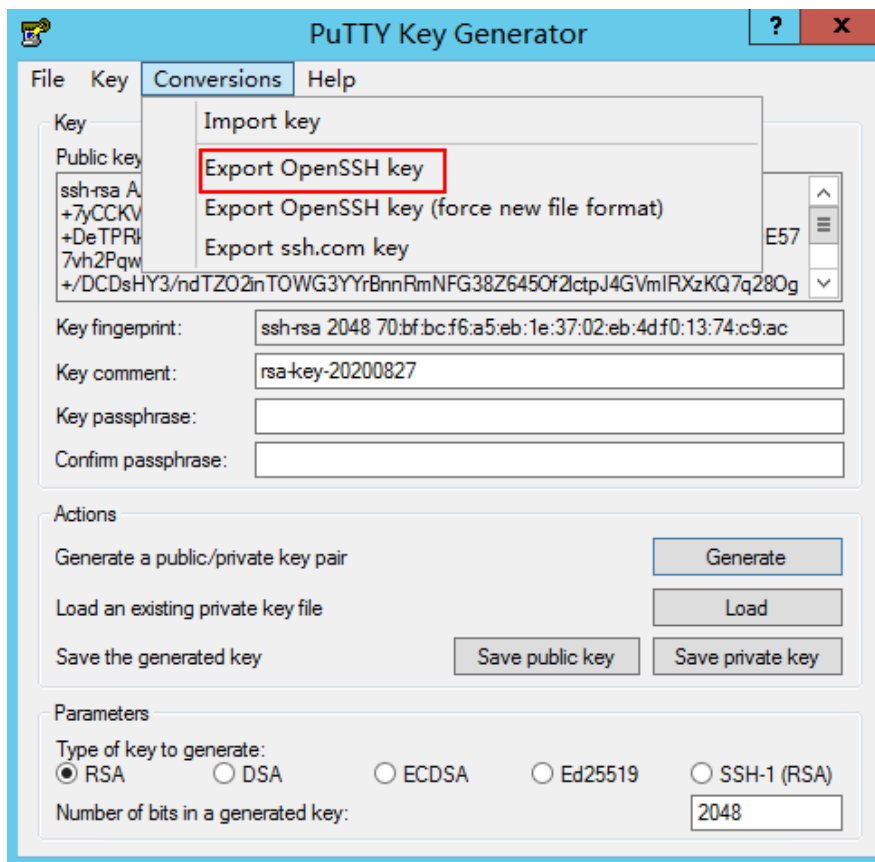 PuTTY Key Generator
? x
File Key Conversions Help
Import key
Export OpenSSH key
Export OpenSSH key (force new file format)
Export ssh.com key
Key
Public key
ssh-rsa A
+7yCCKV
+DeTPR E57
7vh2Pqw
+/DCDsHY3/ndTZO2inTOWG3YYrBnnRmNFG38Z645Of2lctpJ4GVmlRXzKQ7q28Og
Key fingerprint: ssh-rsa 2048 70:bf:bc:f6:a5:eb:1e:37:02:eb:4d:f0:13:74:c9:ac
Key comment: rsa-key-20200827
Key passphrase:
Confirm passphrase:
Actions
Generate a public/private key pair Generate
Load an existing private key file Load
Save the generated key Save public key Save private key
Parameters
Type of key to generate:
RSA DSA ECDSA Ed25519 SSH-1 (RSA)
Number of bits in a generated key: 2048